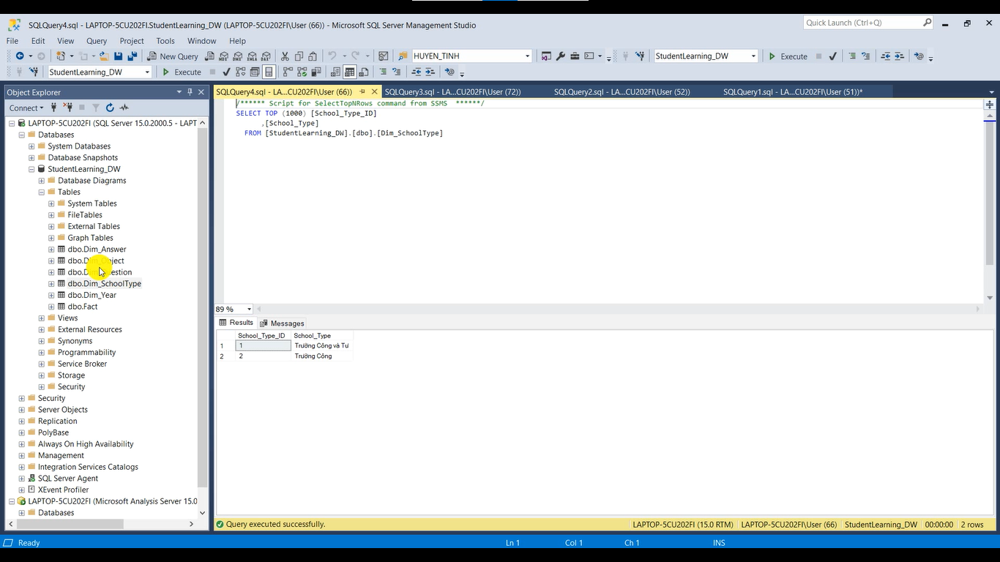 SQLQuery4.sql - LAPTOP-5CU202FI.StudentLearning_DW (LAPTOP-5CU202FI\User (66)) - Microsoft SQL Server Management Studio
Quick Launch (Ctrl+Q)
File Edit View Query Project Tools Window Help
New Query MDX DMX XMLA DAX HUYEN_TINH StudentLearning_DW Execute
StudentLearning_DW Execute
Object Explorer
SQLQuery4.sql - LA...CU202FI\User (66)) SQLQuery3.sql - LA...CU202FI\User (72)) SQLQuery2.sql - LA...CU202FI\User (52)) SQLQuery1.sql - LA...CU202FI\User (51))*
Connect
LAPTOP-5CU202FI (SQL Server 15.0.2000.5 - LAPT
Databases
System Databases
Database Snapshots
StudentLearning_DW
Database Diagrams
Tables
System Tables
FileTables
External Tables
Graph Tables
dbo.Dim_Answer
dbo.Dim_Object
dbo.D
estion
dbo.Dim_SchoolType
dbo.Dim_Year
dbo.Fact
Views
External Resources
Synonyms
Programmability
Service Broker
Storage
Security
Security
Server Objects
Replication
PolyBase
Always On High Availability
Management
Integration Services Catalogs
SQL Server Agent
XEvent Profiler
LAPTOP-5CU202FI (Microsoft Analysis Server 15.0
Databases
/****** Script for SelectTopNRows command from SSMS  ******/
SELECT TOP (1000) [School_Type_ID]
,[School_Type]
FROM [StudentLearning_DW].[dbo].[Dim_SchoolType]
89 %
Results Messages
School_Type_ID School_Type
1 1 Trường Công và Tư
2 2 Trường Công
Query executed successfully. LAPTOP-5CU202FI (15.0 RTM) LAPTOP-5CU202FI\User (66) StudentLearning_DW 00:00:00 2 rows
Ready Ln 1 Col 1 Ch 1 INS